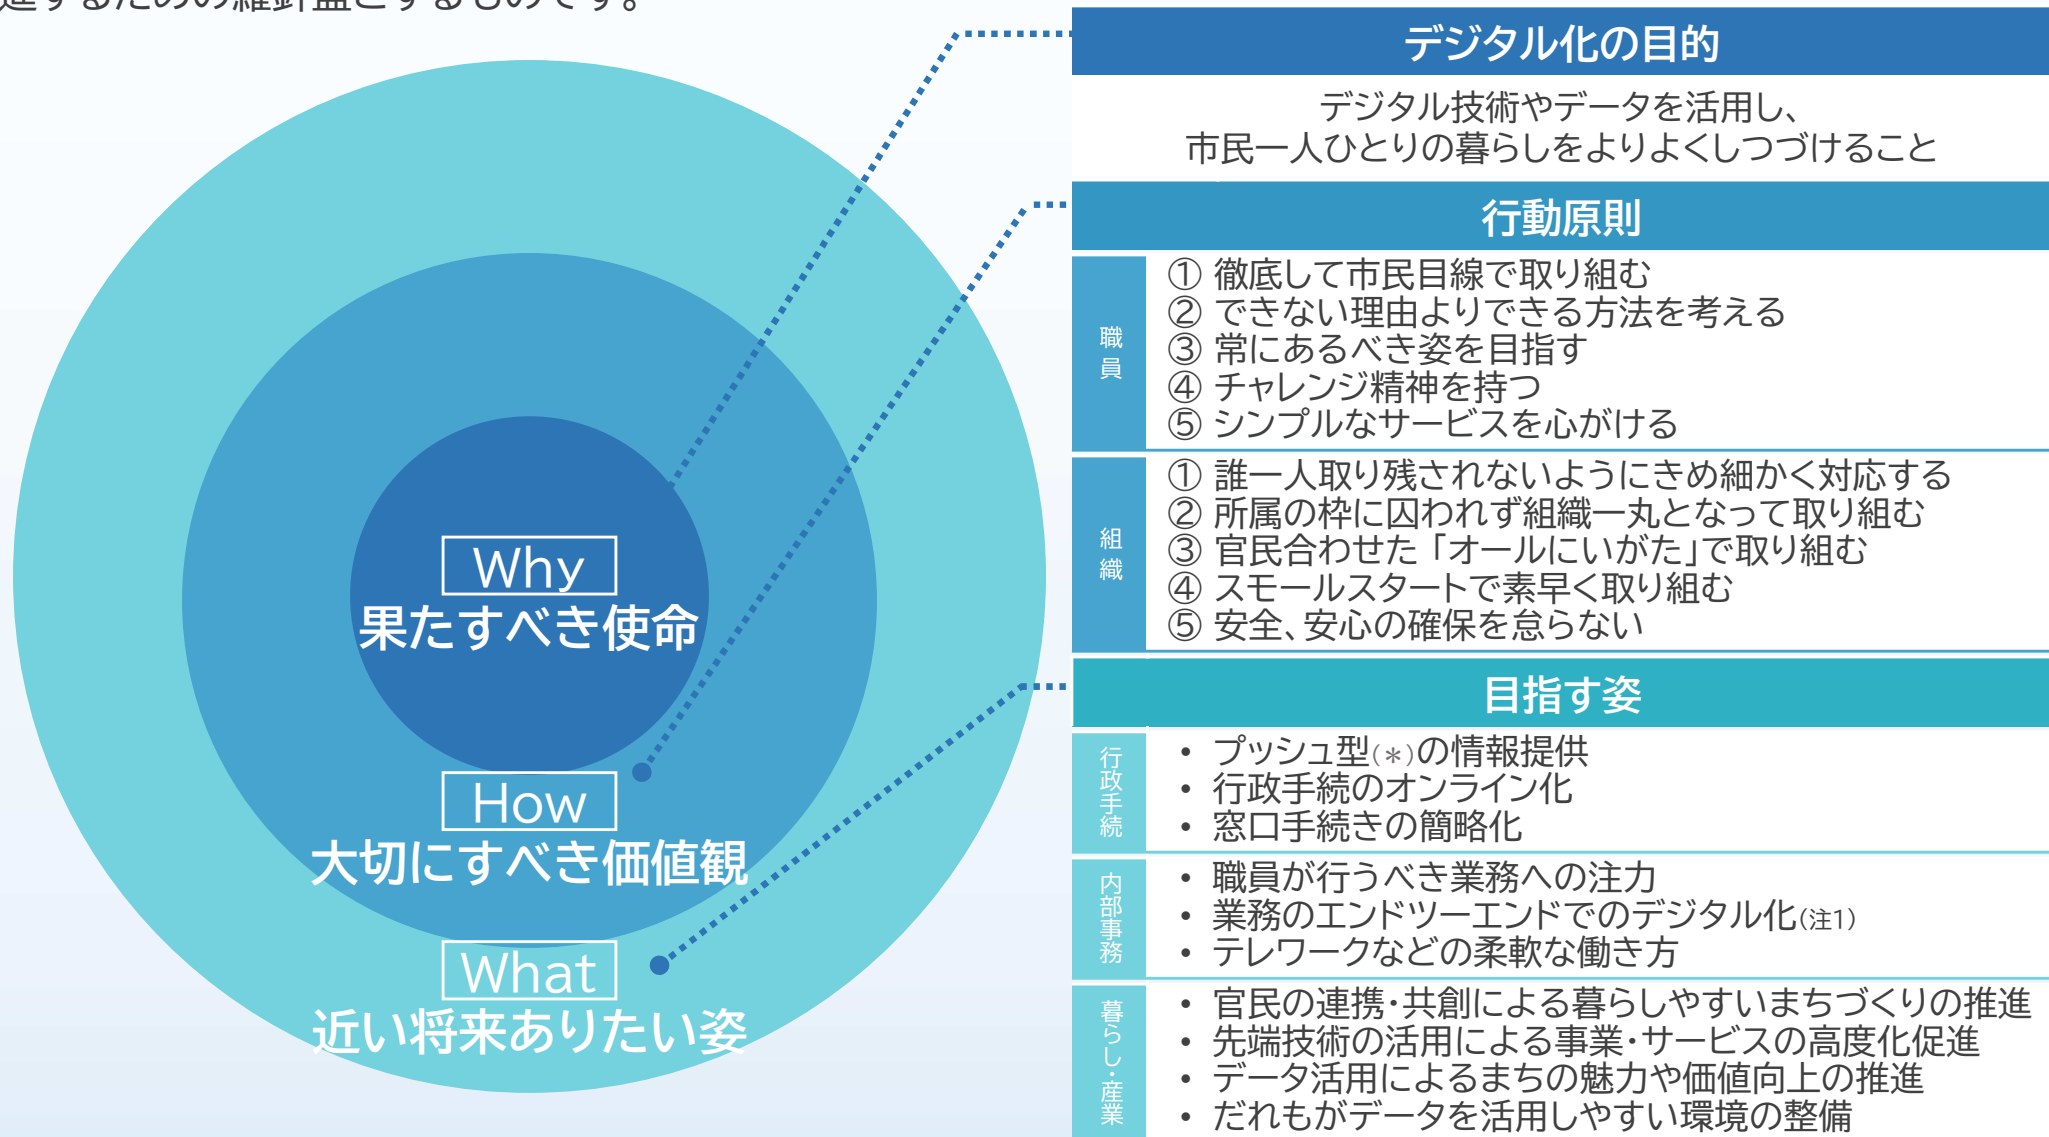 進するための羅針盤とするものです。
Why
果たすべき使命
How
大切にすべき価値観
What
近い将来ありたい姿
デジタル化の目的
デジタル技術やデータを活用し、
市民一人ひとりの暮らしをよりよくしつづけること
行動原則
職員
① 徹底して市民目線で取り組む
② できない理由よりできる方法を考える
③ 常にあるべき姿を目指す
④ チャレンジ精神を持つ
⑤ シンプルなサービスを心がける
組織
① 誰一人取り残されないようにきめ細かく対応する
② 所属の枠に囚われず組織一丸となって取り組む
③ 官民合わせた「オールにいがた」で取り組む
④ スモールスタートで素早く取り組む
⑤ 安全、安心の確保を怠らない
目指す姿
行政手続
• プッシュ型(＊)の情報提供
• 行政手続のオンライン化
• 窓口手続きの簡略化
内部事務
• 職員が行うべき業務への注力
• 業務のエンドツーエンドでのデジタル化(注1)
• テレワークなどの柔軟な働き方
暮らし・産業
• 官民の連携・共創による暮らしやすいまちづくりの推進
• 先端技術の活用による事業・サービスの高度化促進
• データ活用によるまちの魅力や価値向上の推進
• だれもがデータを活用しやすい環境の整備